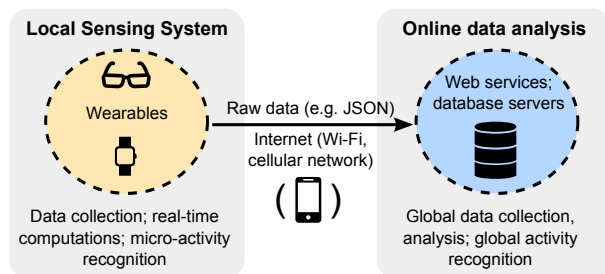 Local Sensing System
Wearables
Data collection; real-time
computations; micro-activity
recognition
Raw data (e.g. JSON)
Internet (Wi-Fi,
cellular network)
( )
Online data analysis
Web services;
database servers
Global data collection,
analysis; global activity
recognition